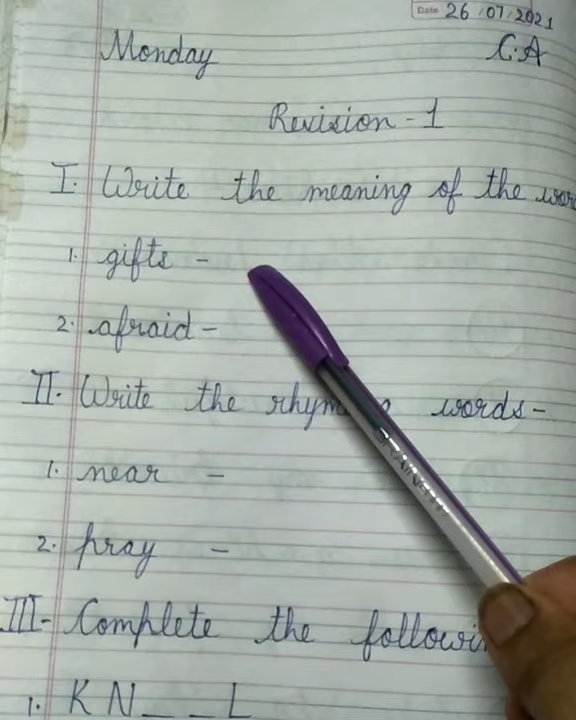 Date 26/07/2021
Monday C.A
Revision - 1
I. Write the meaning of the
1. gifts -
2. afraid -
II. Write the words -
1. near -
2. pray -
III- Complete the
1. K N _ _ L